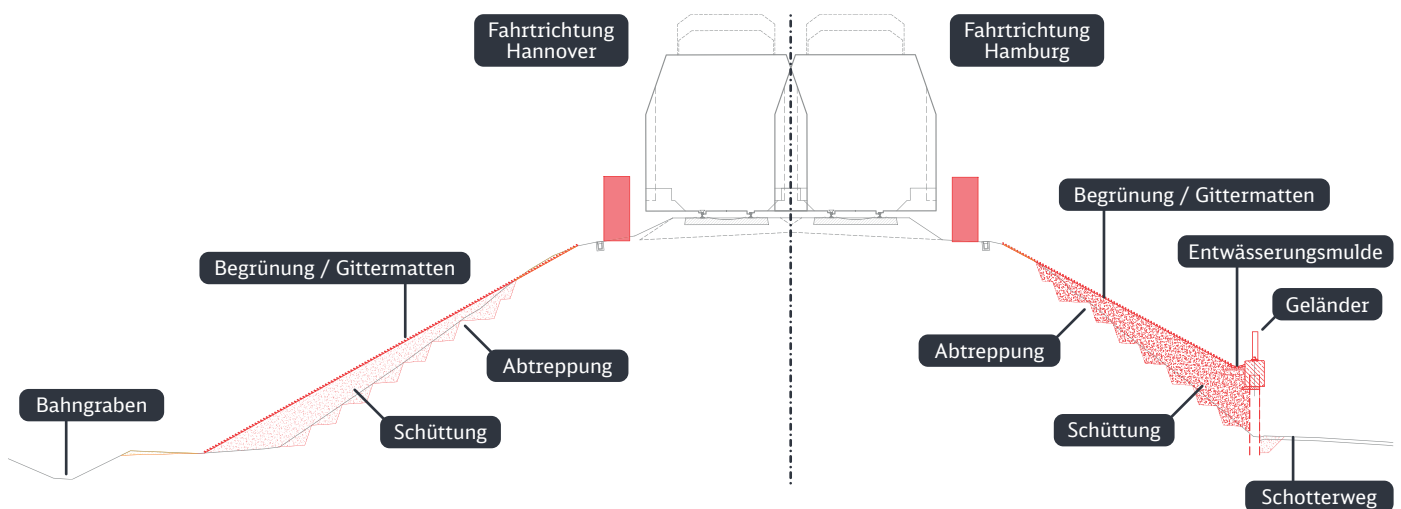 Fahrtrichtung
Hannover
Fahrtrichtung
Hamburg
Begrünung / Gittermatten
Entwässerungsmulde
Begrünung / Gittermatten
Geländer
Abtreppung
Abtreppung
Bahngraben
Schüttung
Schüttung
Schotterweg